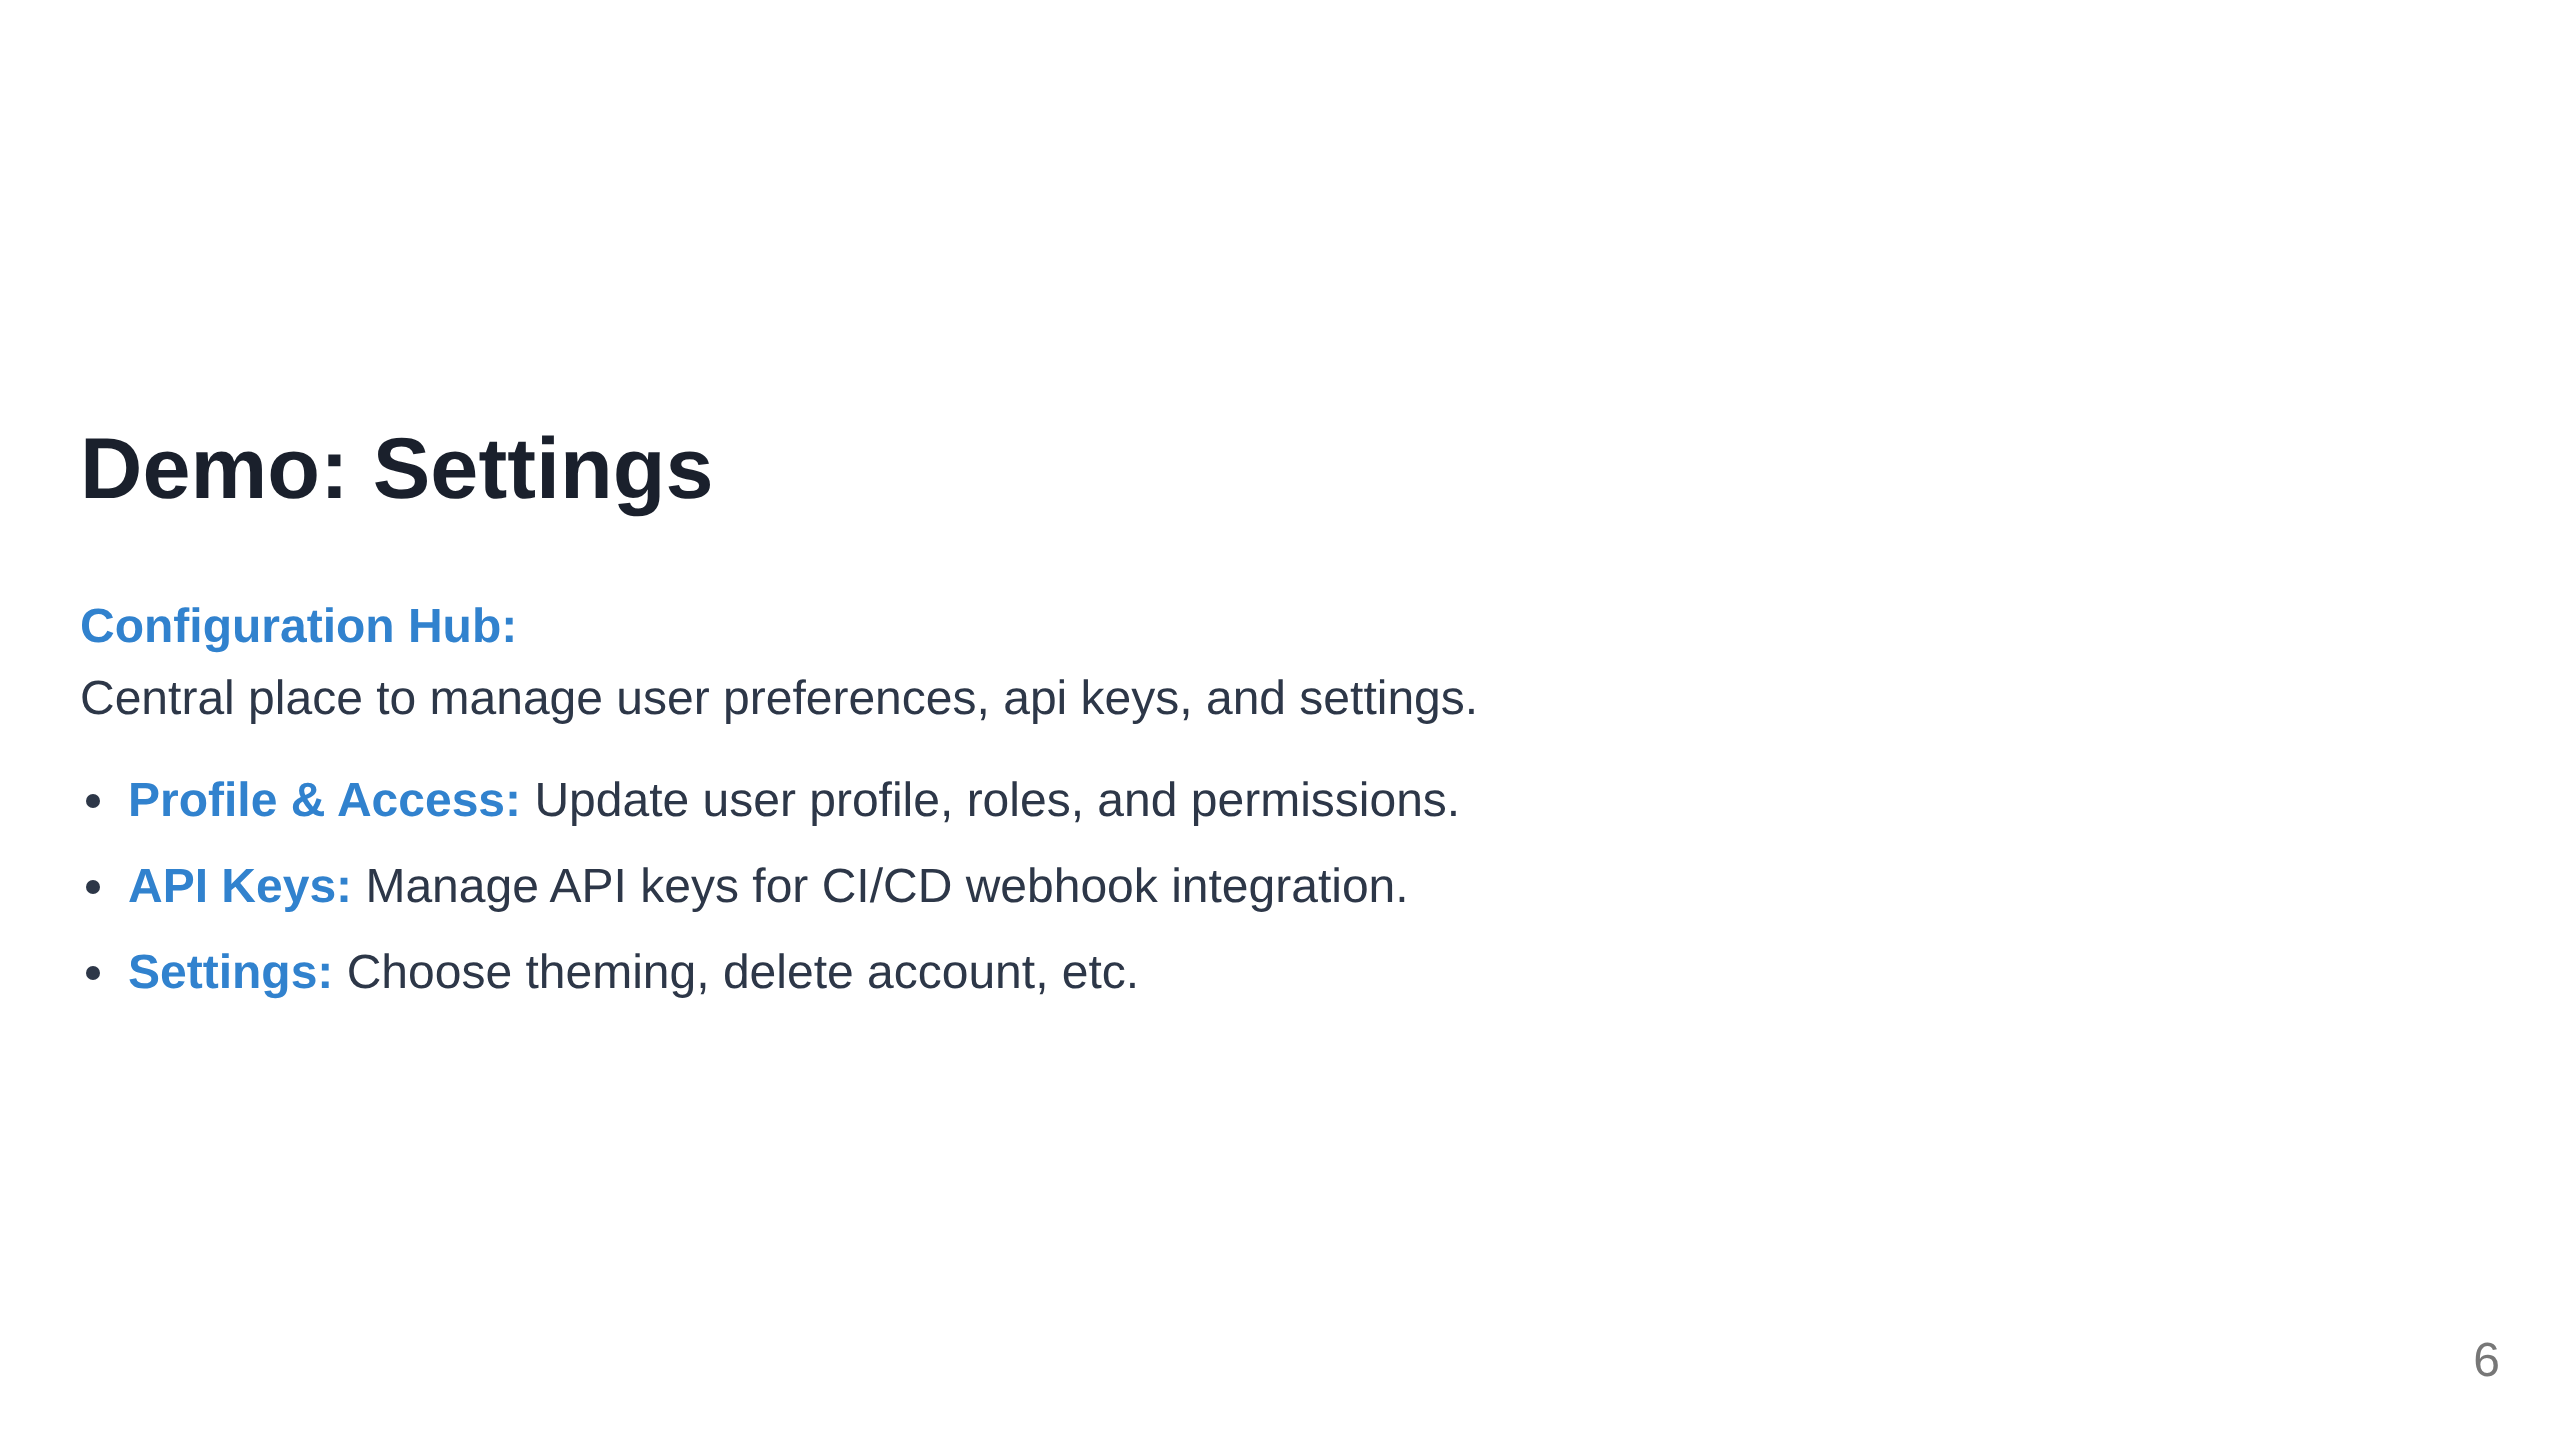 Demo: Settings
Configuration Hub:
Central place to manage user preferences, api keys, and settings.
• Profile & Access: Update user profile, roles, and permissions.
• API Keys: Manage API keys for CI/CD webhook integration.
• Settings: Choose theming, delete account, etc.
6